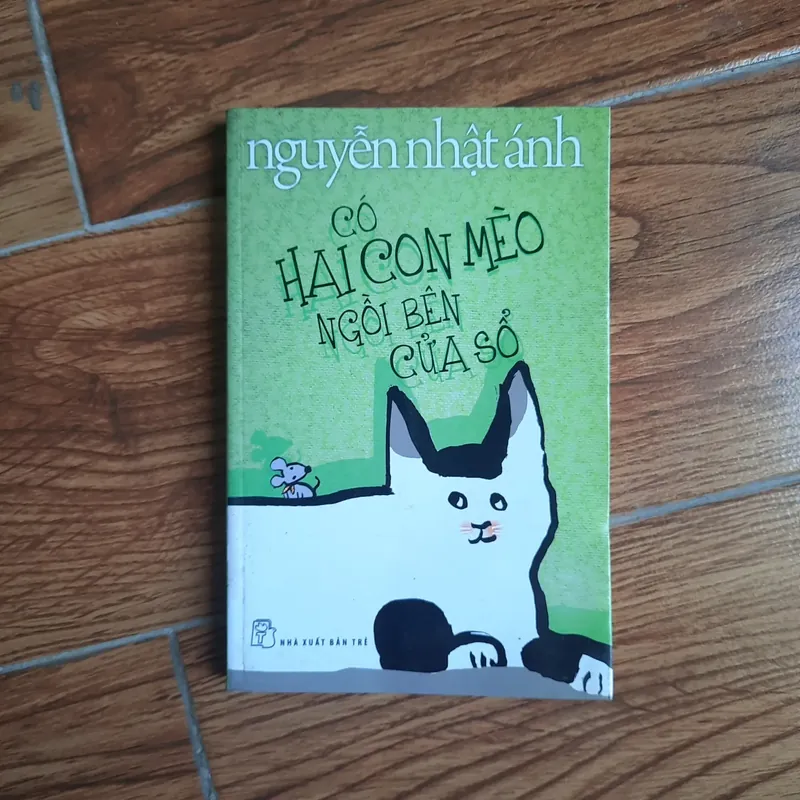 nguyễn nhật ánh
CÓ
HAI CON MÈO
NGỒI BÊN
CỬA SỔ
NHÀ XUẤT BẢN TRẺ